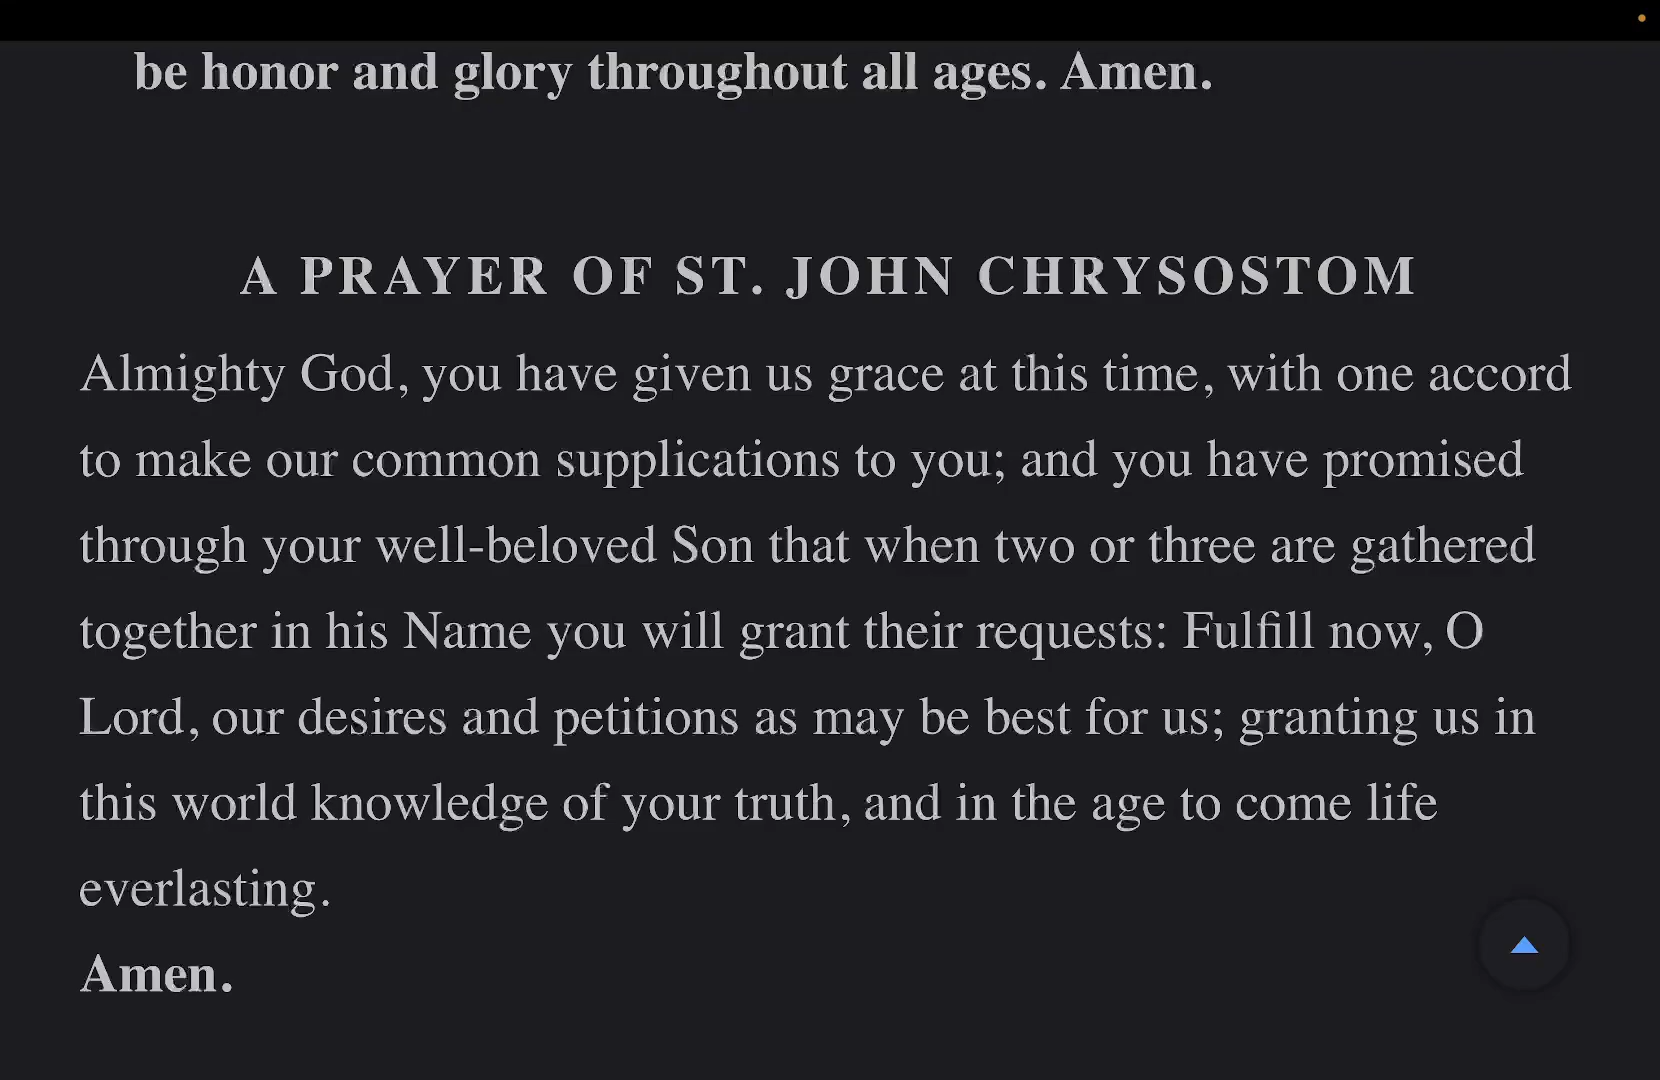 be honor and glory throughout all ages. Amen.
A PRAYER OF ST. JOHN CHRYSOSTOM
Almighty God, you have given us grace at this time, with one accord
to make our common supplications to you; and you have promised
through your well-beloved Son that when two or three are gathered
together in his Name you will grant their requests: Fulfill now, O
Lord, our desires and petitions as may be best for us; granting us in
this world knowledge of your truth, and in the age to come life
everlasting.
Amen.